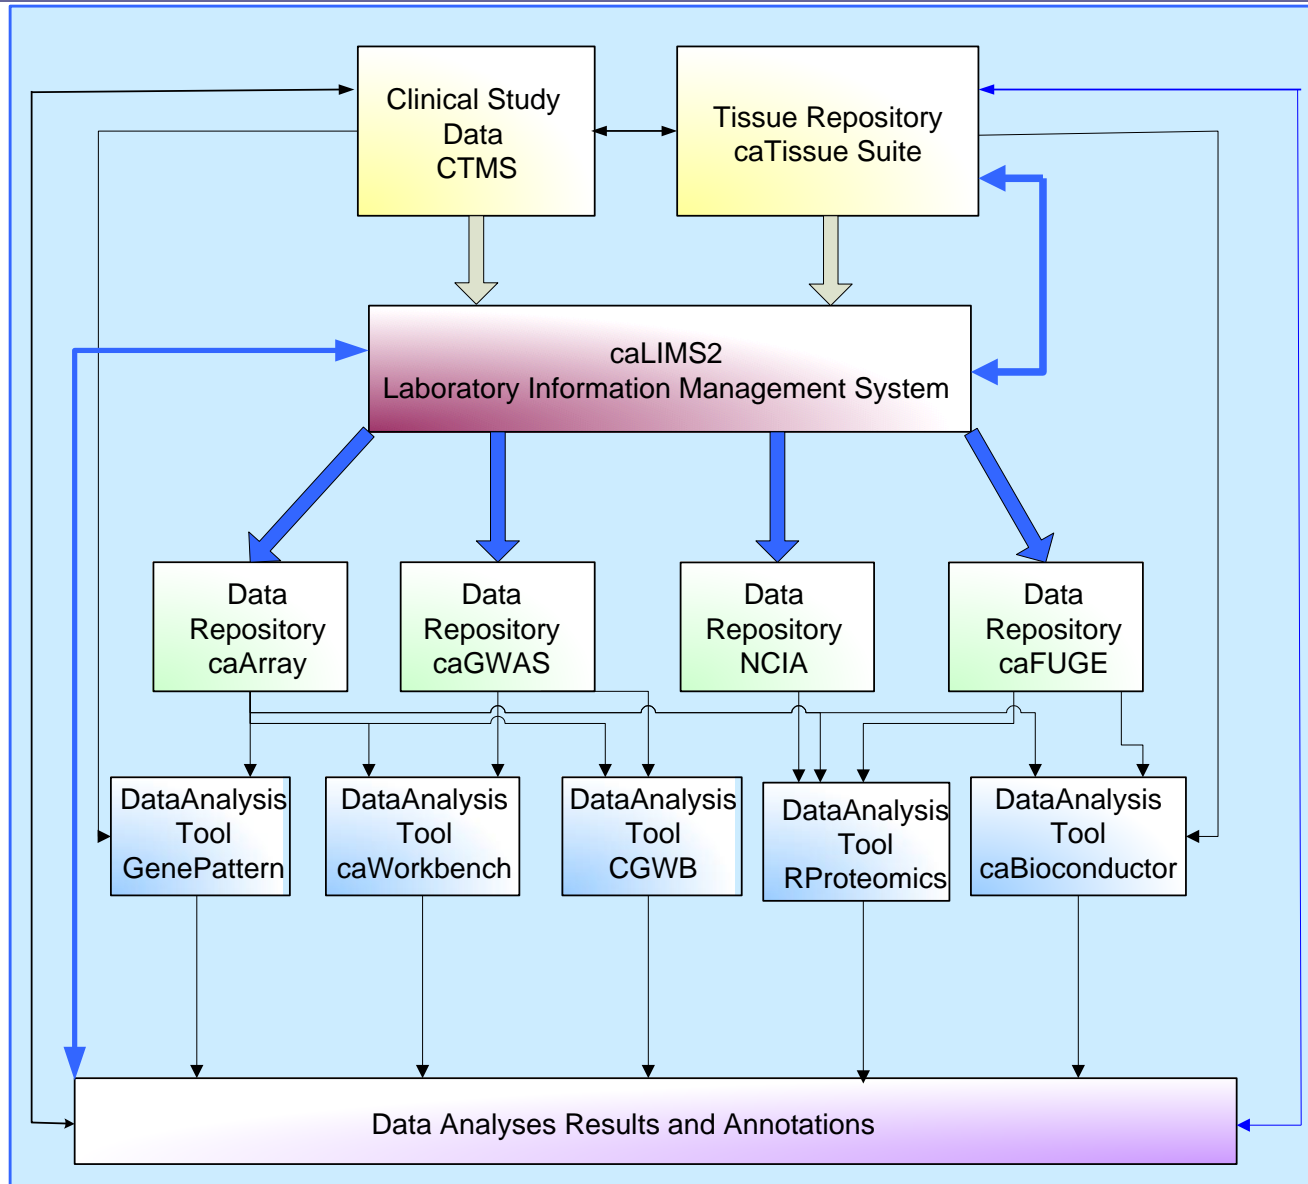 Clinical Study
Data
CTMS
Tissue Repository
caTissue Suite
caLIMS2
Laboratory Information Management System
Data
Repository
caArray
Data
Repository
caGWAS
Data
Repository
NCIA
Data
Repository
caFUGE
DataAnalysis
Tool
GenePattern
DataAnalysis
Tool
caWorkbench
DataAnalysis
Tool
CGWB
DataAnalysis
Tool
RProteomics
DataAnalysis
Tool
caBioconductor
Data Analyses Results and Annotations